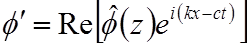 ϕ′ = Re⌊ϕ̂(z)e^{i(kx−ct)}